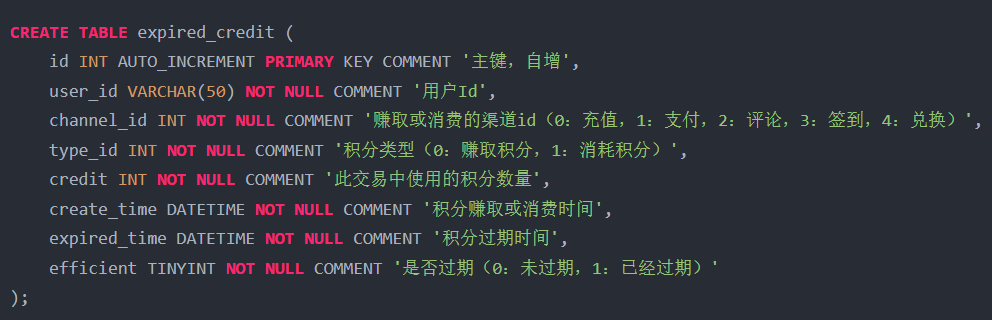 CREATE TABLE expired_credit (
id INT AUTO_INCREMENT PRIMARY KEY COMMENT '主键，自增',
user_id VARCHAR(50) NOT NULL COMMENT '用户Id',
channel_id INT NOT NULL COMMENT '赚取或消费的渠道id（0：充值，1：支付，2：评论，3：签到，4：兑换）',
type_id INT NOT NULL COMMENT '积分类型（0：赚取积分，1：消耗积分）',
credit INT NOT NULL COMMENT '此交易中使用的积分数量',
create_time DATETIME NOT NULL COMMENT '积分赚取或消费时间',
expired_time DATETIME NOT NULL COMMENT '积分过期时间',
efficient TINYINT NOT NULL COMMENT '是否过期（0：未过期，1：已经过期）'
);